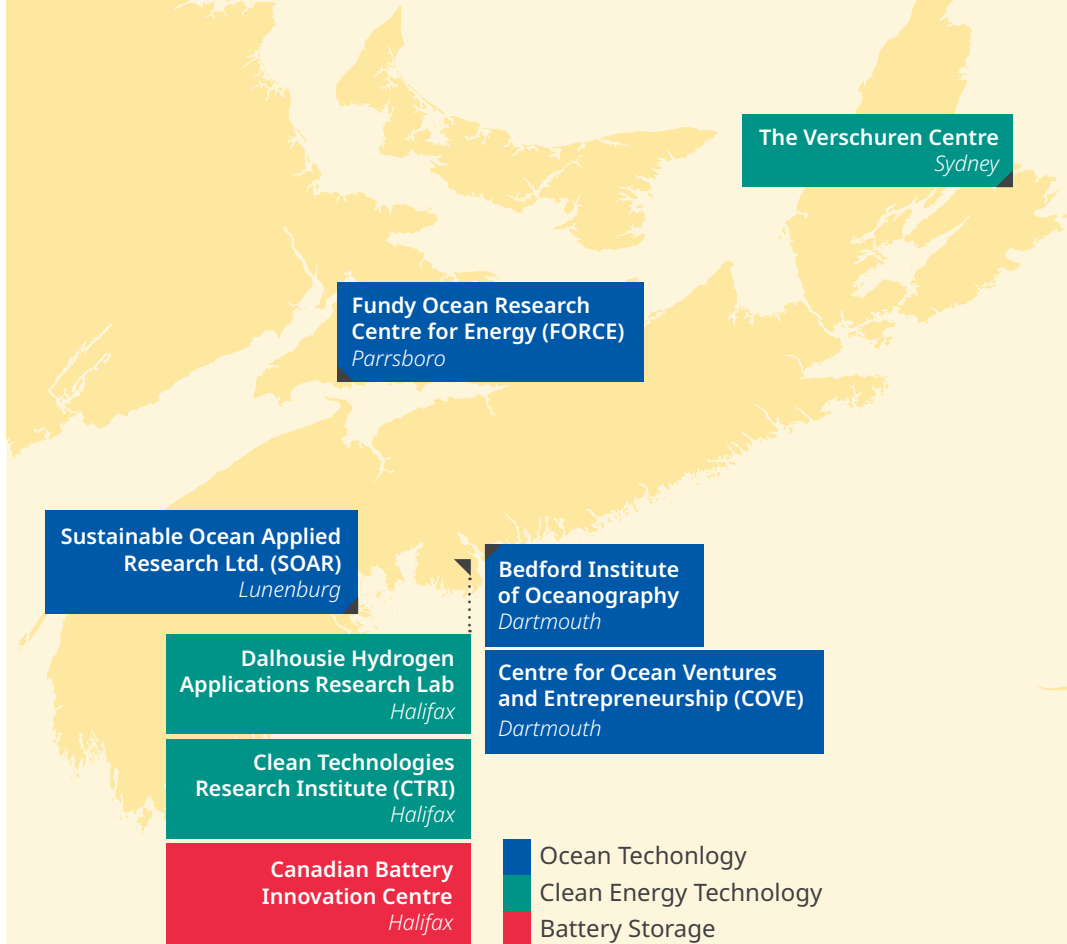 The Verschuren Centre
Sydney
Fundy Ocean Research
Centre for Energy (FORCE)
Parrsboro
Sustainable Ocean Applied
Research Ltd. (SOAR)
Lunenburg
Bedford Institute
of Oceanography
Dartmouth
Dalhousie Hydrogen
Applications Research Lab
Halifax
Centre for Ocean Ventures
and Entrepreneurship (COVE)
Dartmouth
Clean Technologies
Research Institute (CTRI)
Halifax
Canadian Battery
Innovation Centre
Halifax
Ocean Techonlogy
Clean Energy Technology
Battery Storage